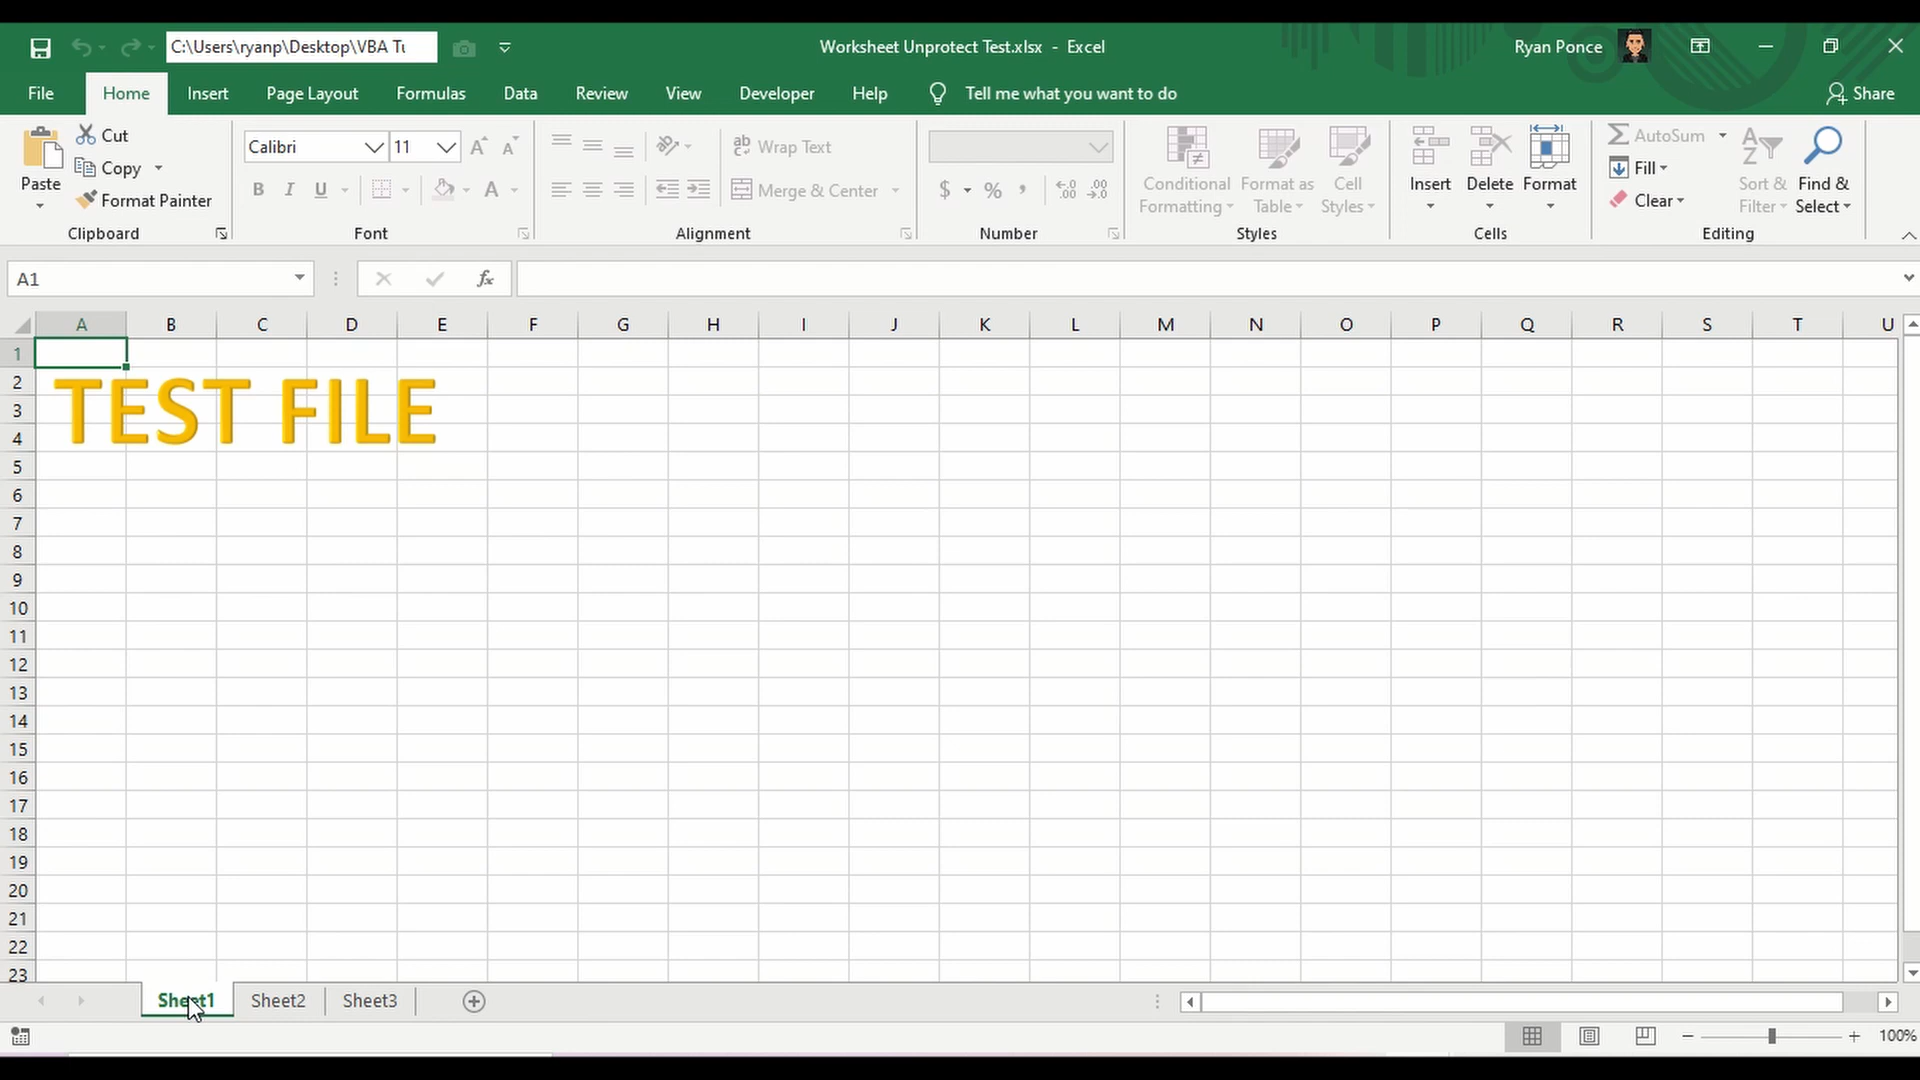 C:\Users\ryanp\Desktop\VBA Tu
Worksheet Unprotect Test.xlsx - Excel
Ryan Ponce
File Home Insert Page Layout Formulas Data Review View Developer Help Tell me what you want to do Share
Paste
Cut
Copy
Format Painter
Clipboard
Calibri 11
B I U A
Font
Wrap Text
Merge & Center
Alignment
$ % ,
Number
Conditional Formatting
Format as Table
Cell Styles
Styles
Insert Delete Format
Cells
AutoSum
Fill
Clear
Sort & Filter
Find & Select
Editing
A1
fx
A B C D E F G H I J K L M N O P Q R S T U
1
2
3
4
TEST FILE
5
6
7
8
9
10
11
12
13
14
15
16
17
18
19
20
21
22
23
Sheet1 Sheet2 Sheet3
100%